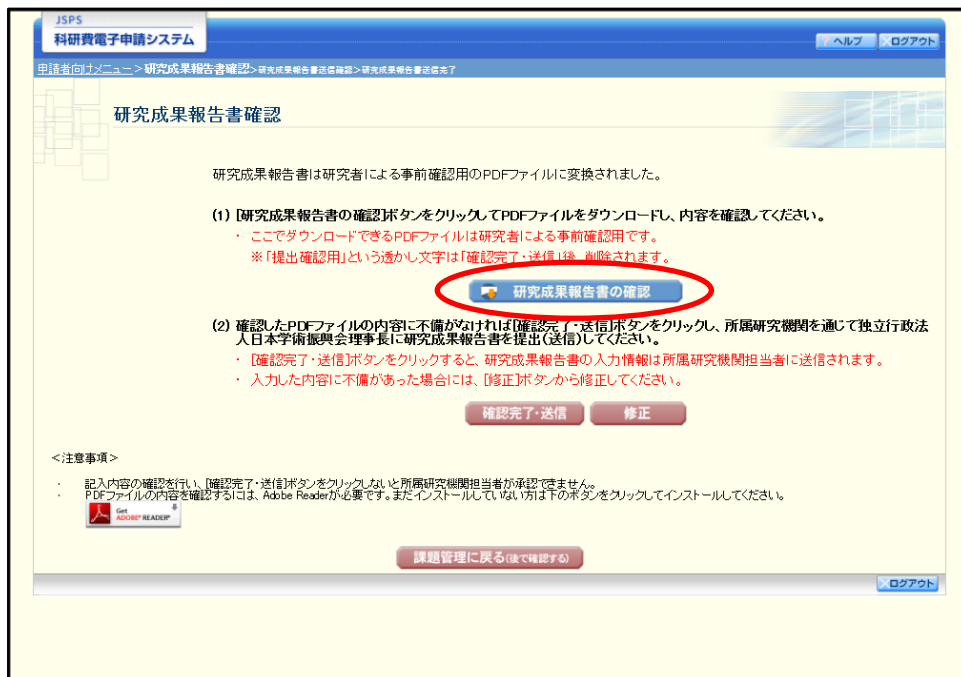 JSPS
科研費電子申請システム
? ヘルプ
×ログアウト
申請者向けメニュー>研究成果報告書確認>研究成果報告書送信確認>研究成果報告書送信完了
研究成果報告書確認
研究成果報告書は研究者による事前確認用のPDFファイルに変換されました。
(1) [研究成果報告書の確認]ボタンをクリックしてPDFファイルをダウンロードし、内容を確認してください。
・ ここでダウンロードできるPDFファイルは研究者による事前確認用です。
※「提出確認用」という透かし文字は「確認完了・送信」後、削除されます。
研究成果報告書の確認
(2) 確認したPDFファイルの内容に不備がなければ[確認完了・送信]ボタンをクリックし、所属研究機関を通じて独立行政法
人日本学術振興会理事長に研究成果報告書を提出(送信)してください。
・ [確認完了・送信]ボタンをクリックすると、研究成果報告書の入力情報は所属研究機関担当者に送信されます。
・ 入力した内容に不備があった場合には、[修正]ボタンから修正してください。
確認完了・送信
修正
<注意事項>
・ 記入内容の確認を行い、[確認完了・送信]ボタンをクリックしないと所属研究機関担当者が承認できません。
・ PDFファイルの内容を確認するには、Adobe Readerが必要です。まだインストールしていない方は下のボタンをクリックしてインストールしてください。
Get
ADOBE® READER®
課題管理に戻る(後で確認する)
×ログアウト